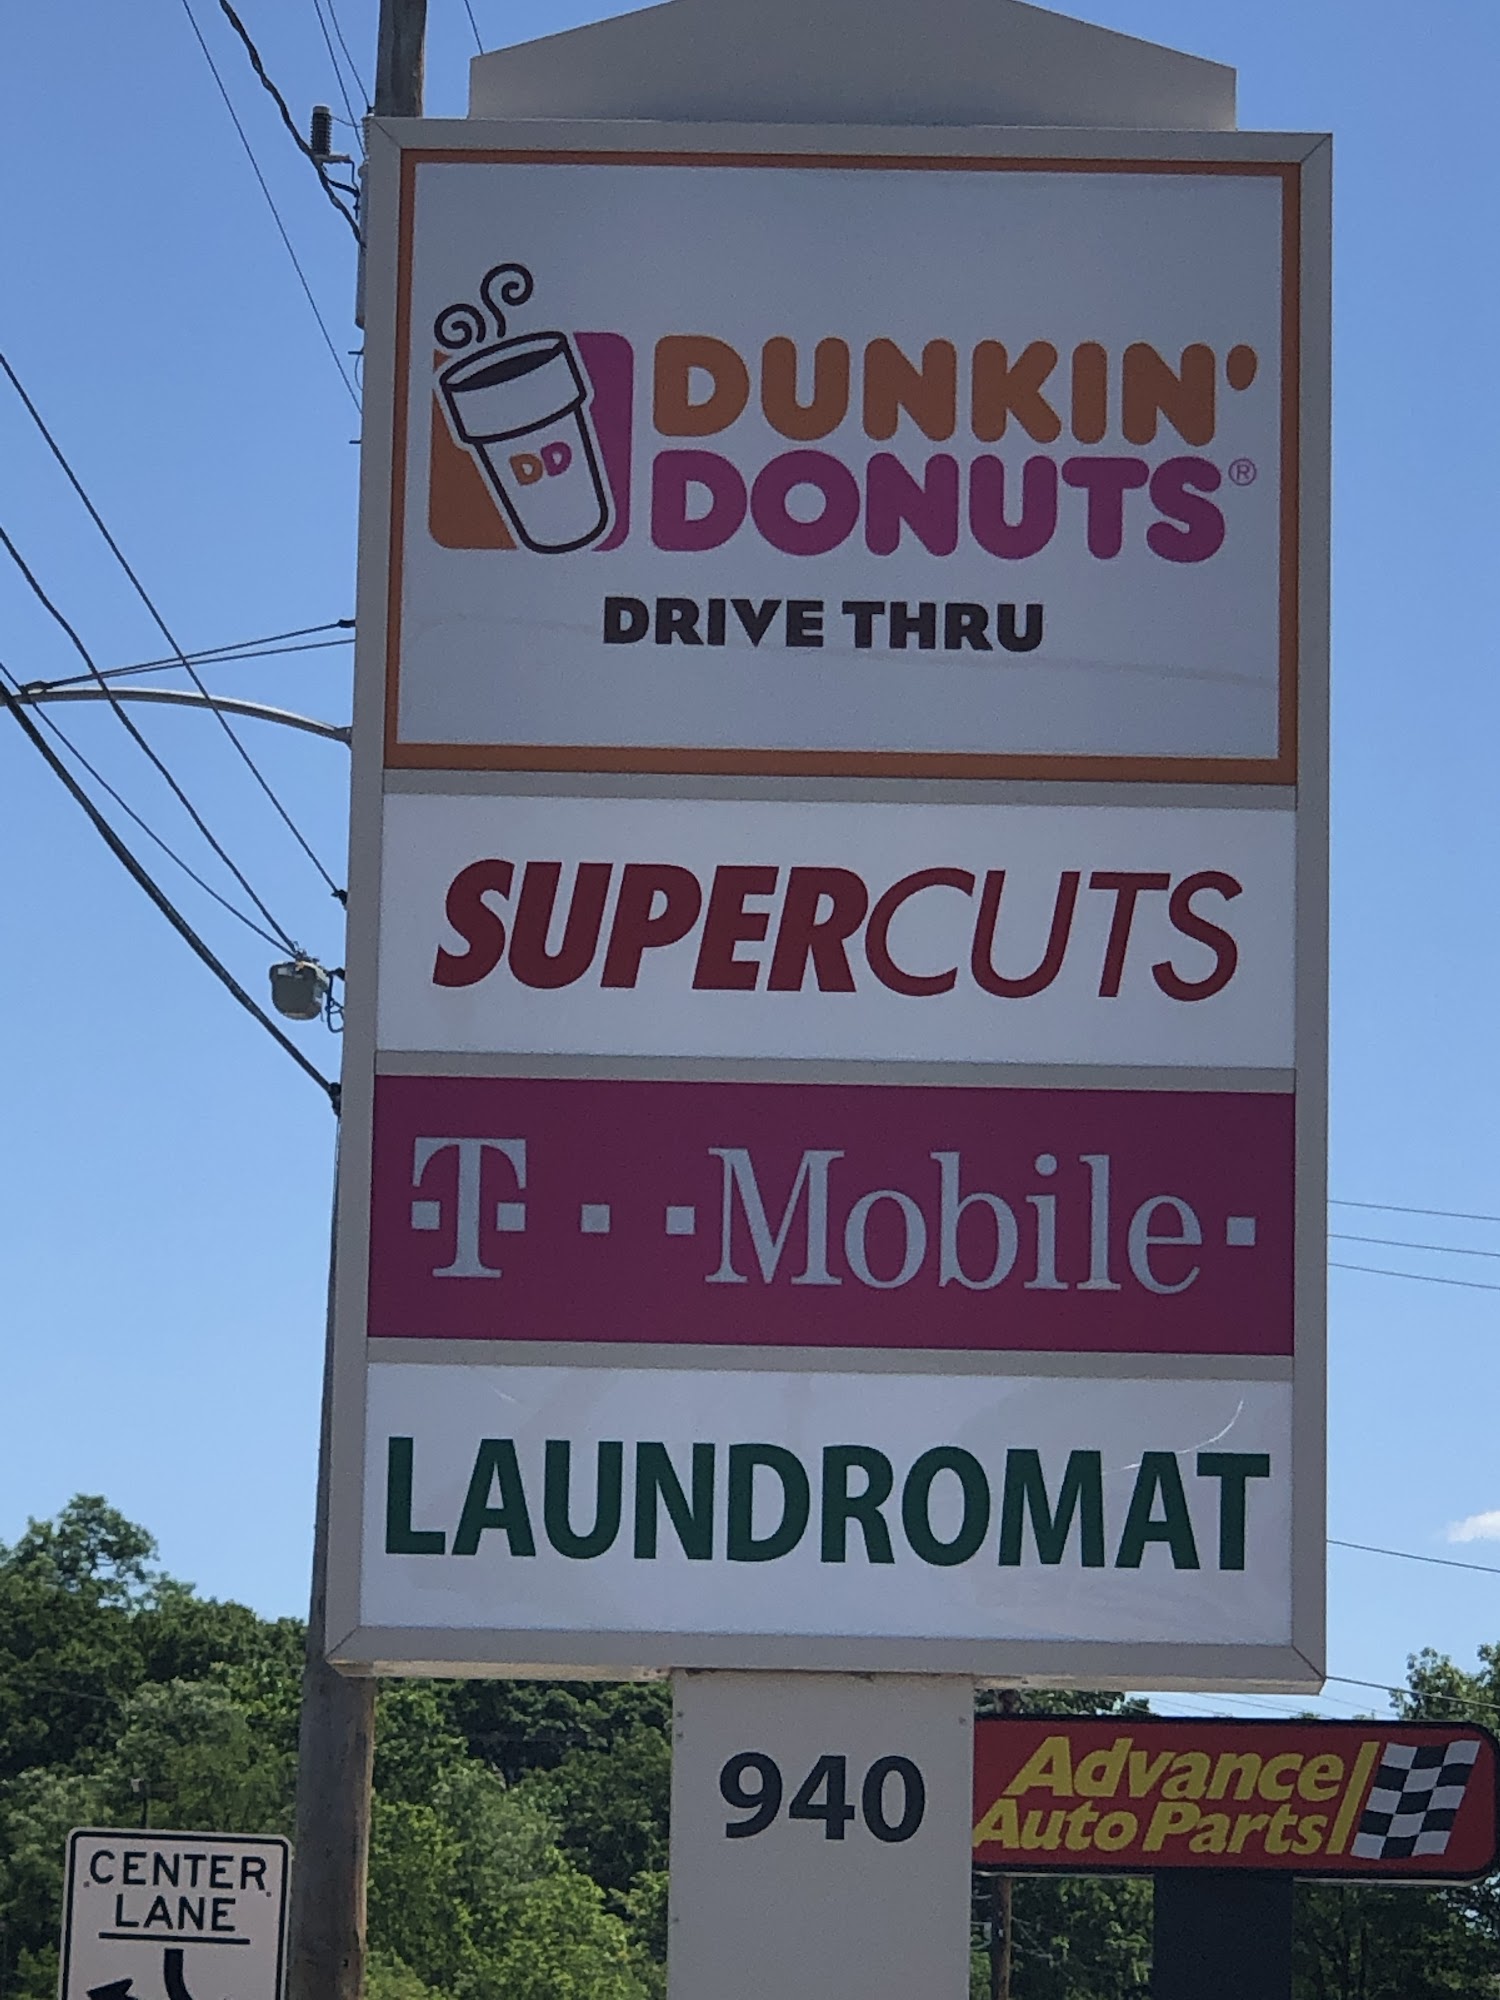 DD
DUNKIN'
DONUTS®
DRIVE THRU
SUPERCUTS
T··Mobile·
LAUNDROMAT
940
Advance
Auto Parts
CENTER
LANE